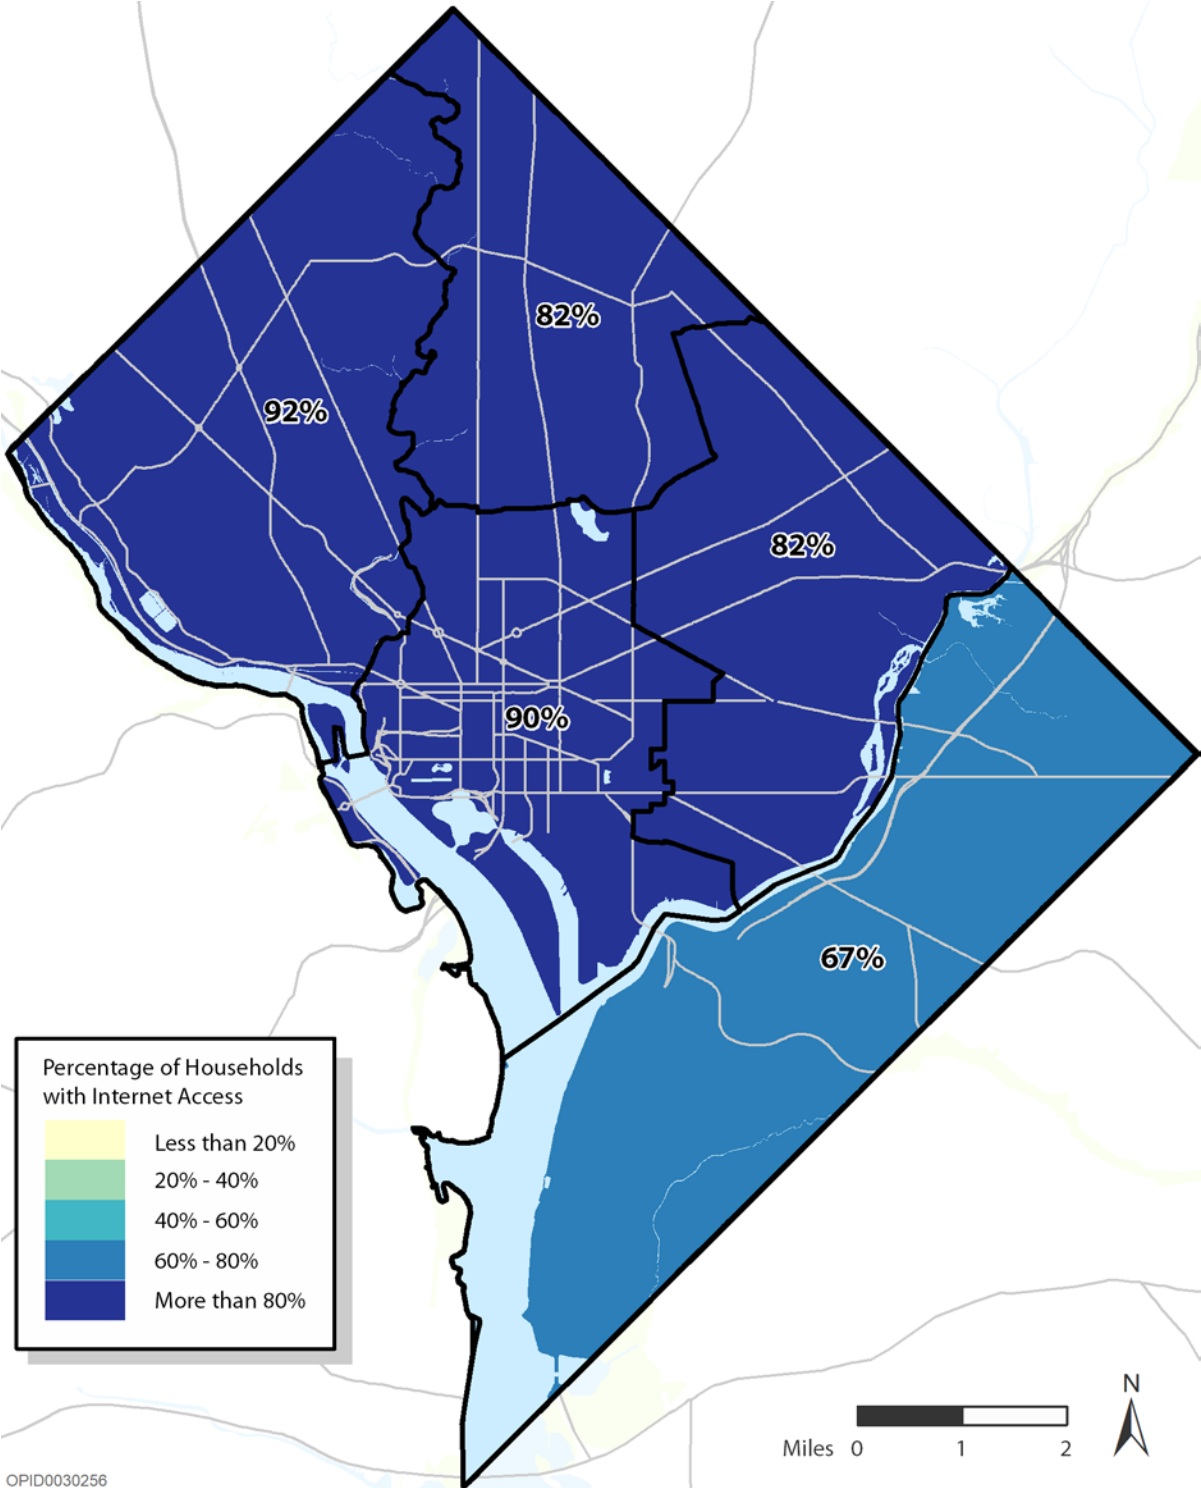 82%
92%
82%
90%
67%
Percentage of Households
with Internet Access
Less than 20%
20% - 40%
40% - 60%
60% - 80%
More than 80%
N
Miles 0 1 2
OPID0030256